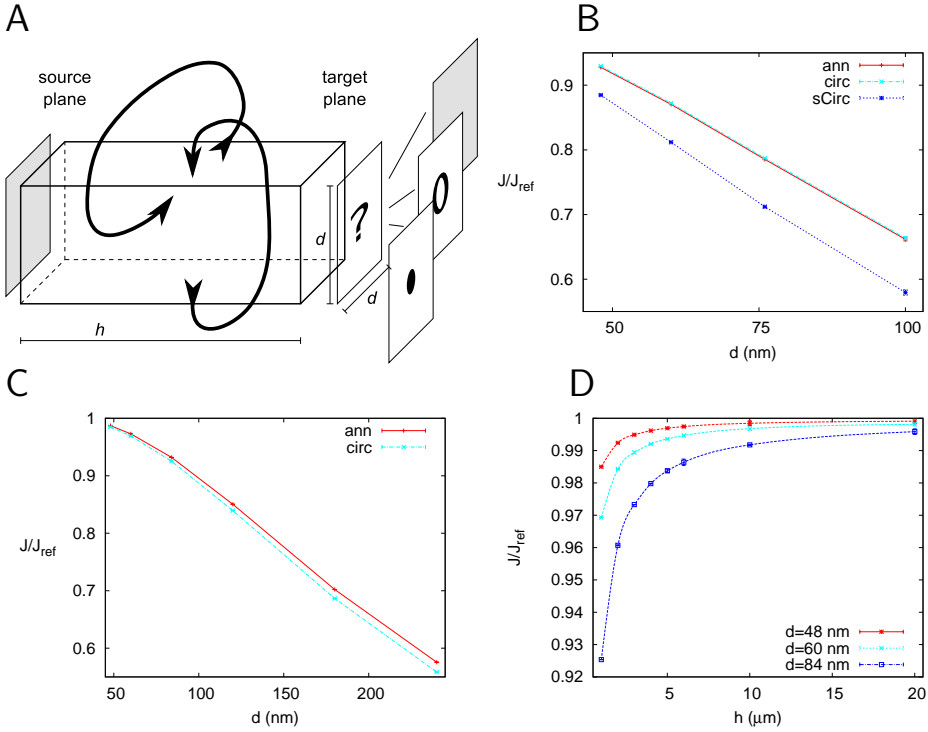 A
source
plane
target
plane
?
d
d
h
B
0.9
0.8
0.7
0.6
J/Jref
50
75
100
d (nm)
ann
circ
sCirc
C
1
0.9
0.8
0.7
0.6
J/Jref
50
100
150
200
d (nm)
ann
circ
D
1
0.99
0.98
0.97
0.96
0.95
0.94
0.93
0.92
J/Jref
5
10
15
20
h (μm)
d=48 nm
d=60 nm
d=84 nm